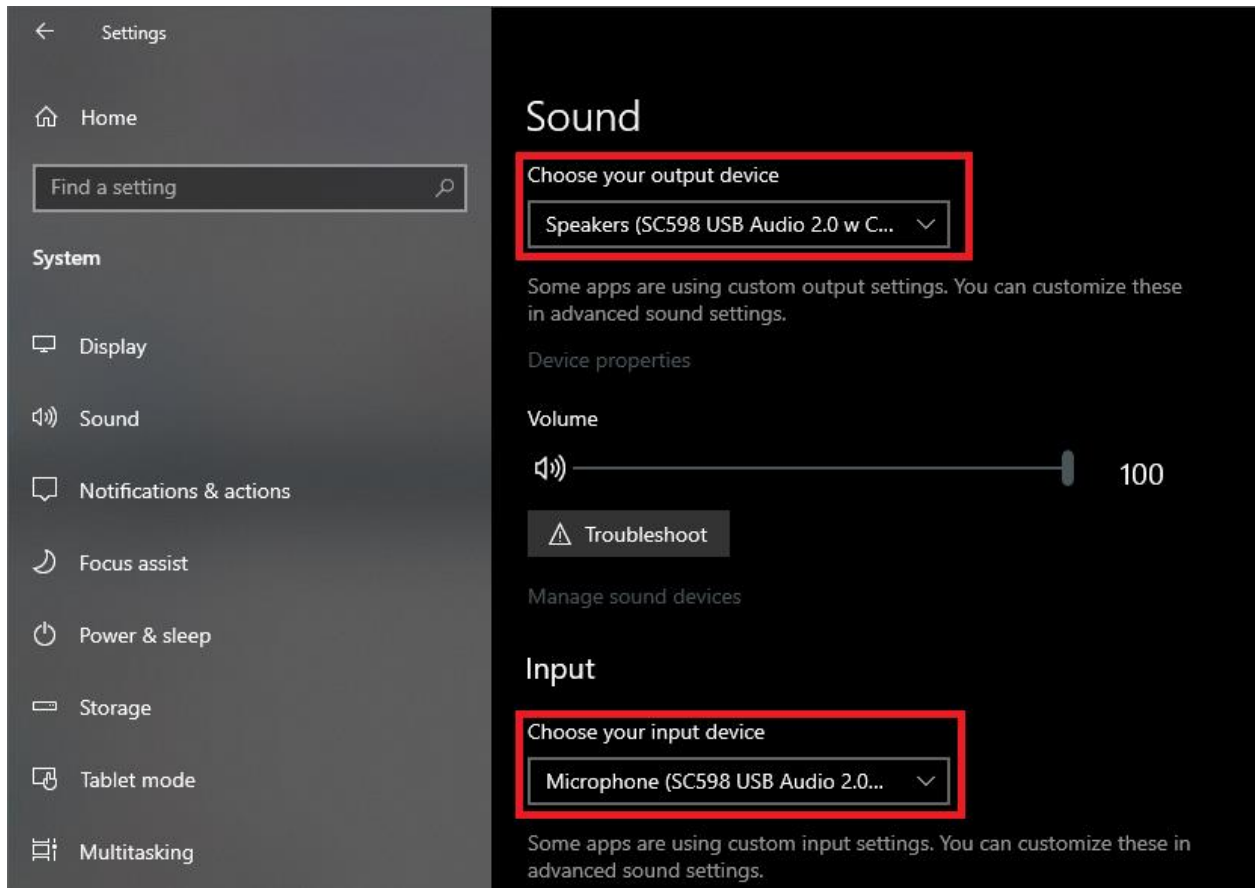 Settings
Home
Find a setting
System
Display
Sound
Notifications & actions
Focus assist
Power & sleep
Storage
Tablet mode
Multitasking
Sound
Choose your output device
Speakers (SC598 USB Audio 2.0 w C...
Some apps are using custom output settings. You can customize these
in advanced sound settings.
Device properties
Volume
100
Troubleshoot
Manage sound devices
Input
Choose your input device
Microphone (SC598 USB Audio 2.0...
Some apps are using custom input settings. You can customize these in
advanced sound settings.